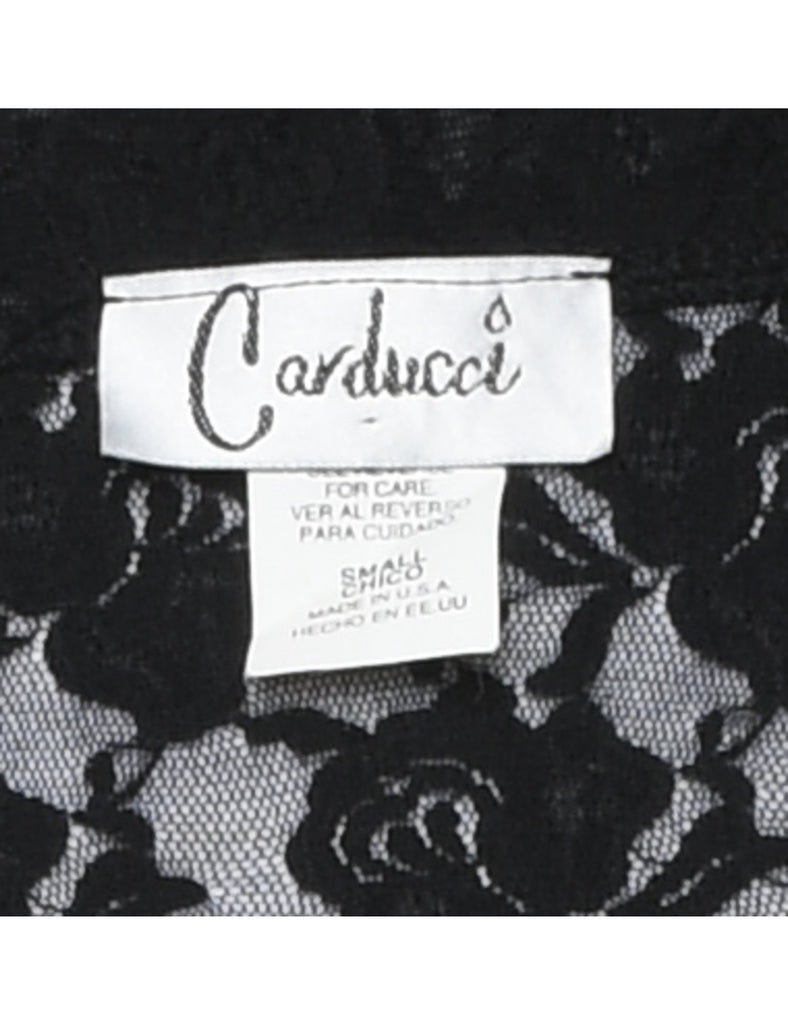 Carducci
FOR CARE
VER AL REVERSO
PARA CUIDADO
SMALL
CHICO
MADE IN U.S.A.
HECHO EN EE.UU